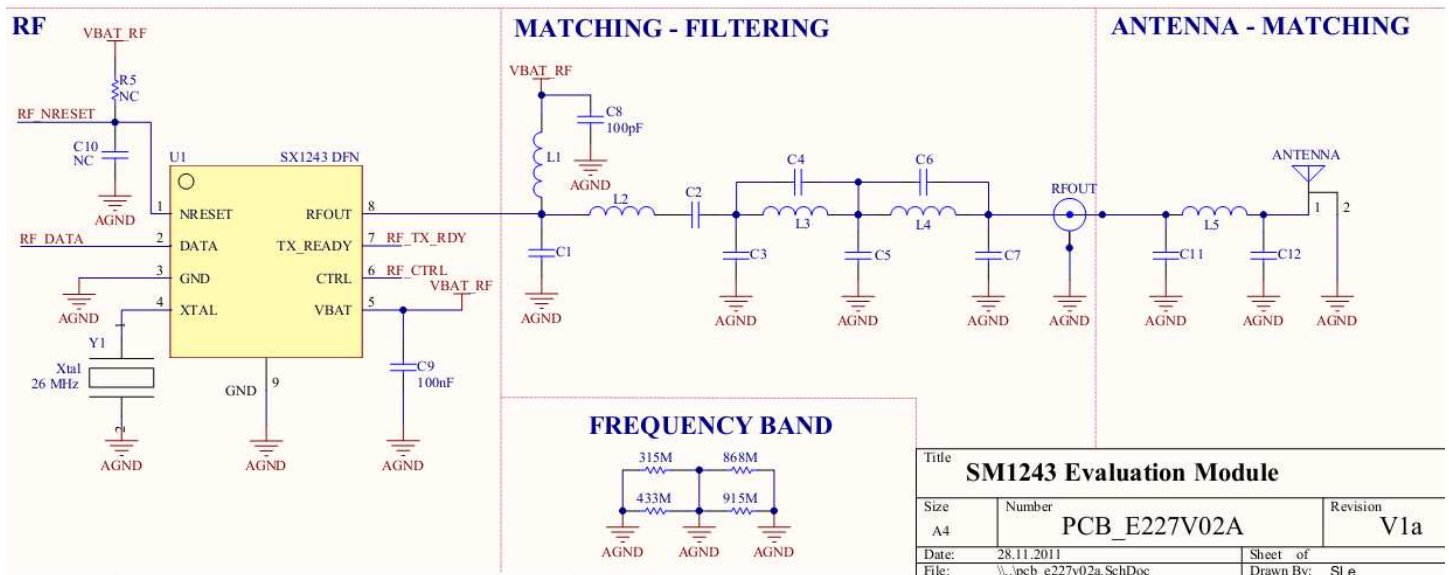 RF
MATCHING - FILTERING
ANTENNA - MATCHING
VBAT_RF
R5
NC
RF_NRESET
C10
NC
AGND
U1
SX1243 DFN
1
NRESET
RFOUT
8
RF_DATA
2
DATA
TX_READY
7
RF_TX_RDY
3
GND
CTRL
6
RF_CTRL
AGND
4
XTAL
VBAT
5
VBAT_RF
1
Y1
Xtal
26 MHz
2
AGND
GND
9
AGND
C9
100nF
AGND
VBAT_RF
C8
100pF
AGND
L1
L2
C2
C4
C6
L3
L4
C1
C3
C5
C7
AGND
AGND
AGND
AGND
RFOUT
AGND
ANTENNA
1
2
L5
C11
C12
AGND
AGND
AGND
FREQUENCY BAND
315M
868M
433M
915M
AGND
AGND
AGND
Title
SM1243 Evaluation Module
Size
A4
Number
PCB_E227V02A
Revision
V1a
Date:
28.11.2011
Sheet of
File:
\\..\pcb_e227v02a.SchDoc
Drawn By:
SLe